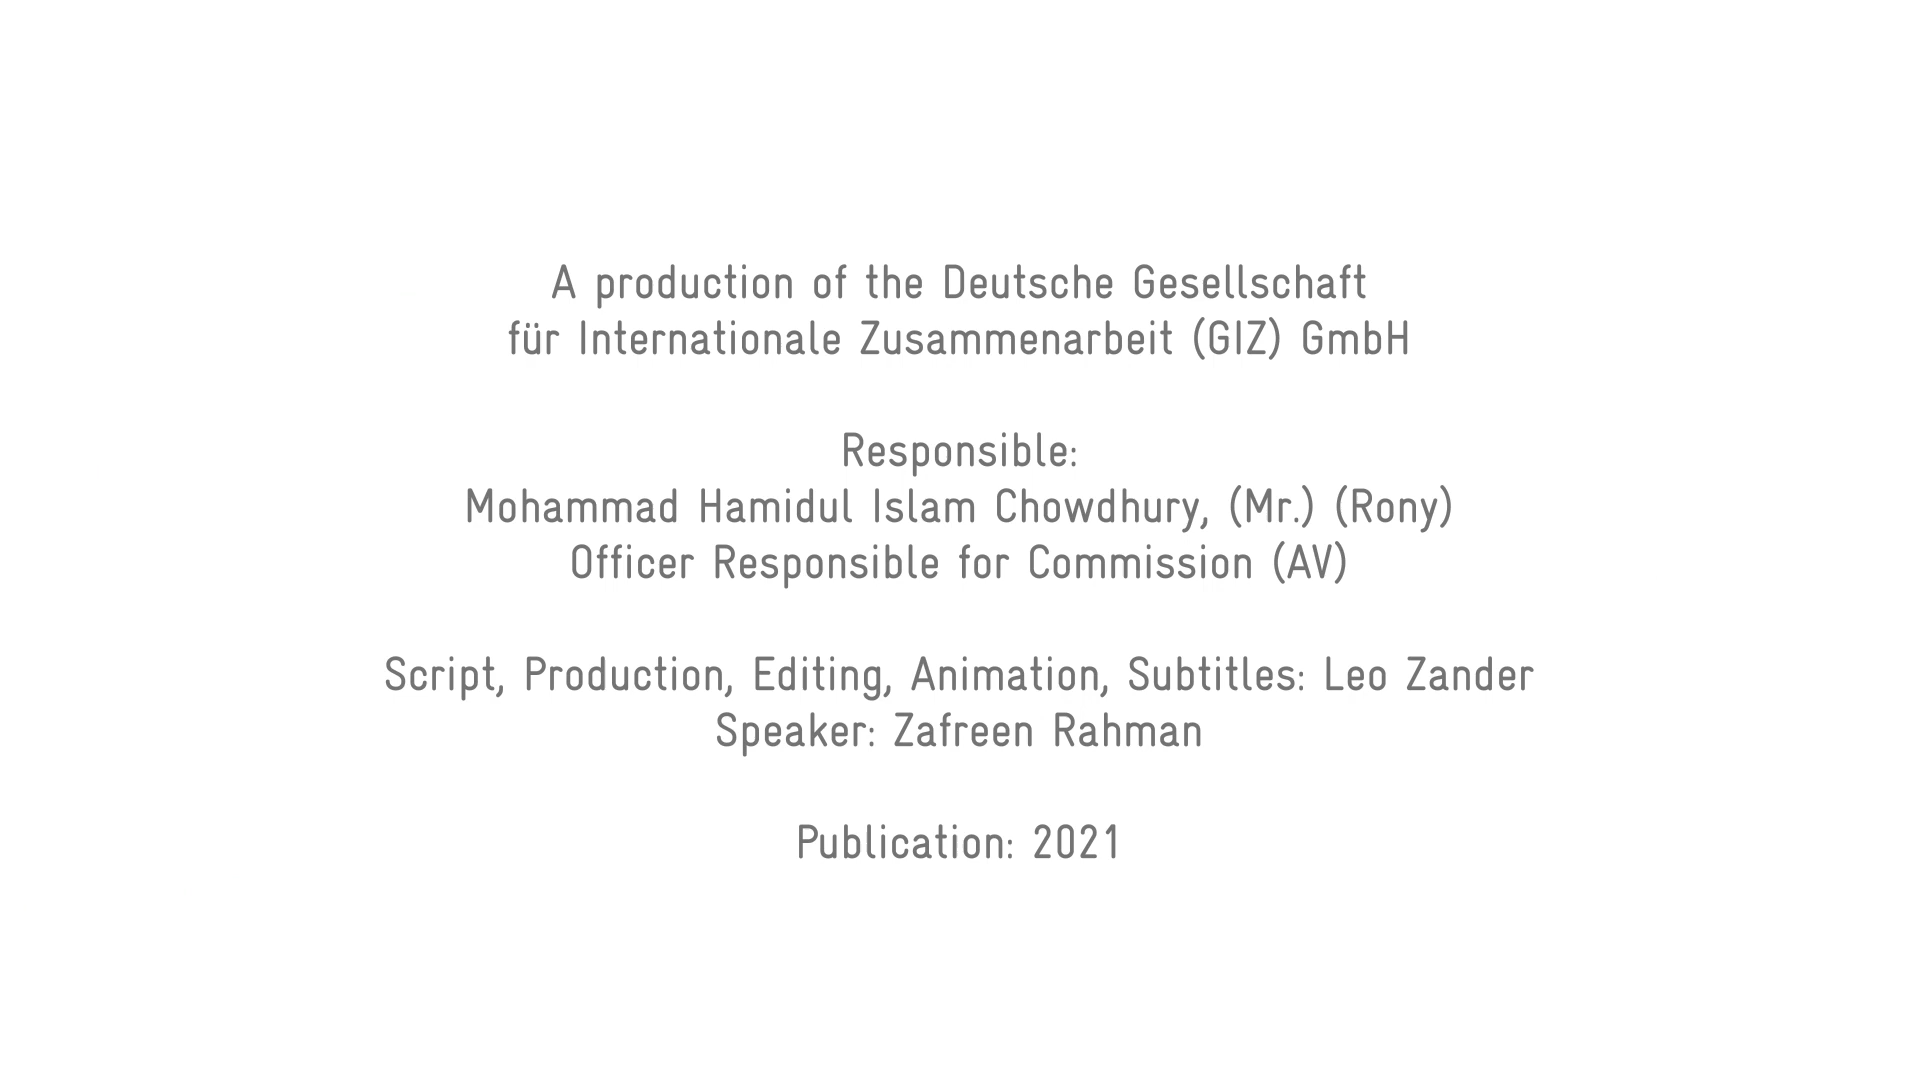 A production of the Deutsche Gesellschaft
für Internationale Zusammenarbeit (GIZ) GmbH
Responsible:
Mohammad Hamidul Islam Chowdhury, (Mr.) (Rony)
Officer Responsible for Commission (AV)
Script, Production, Editing, Animation, Subtitles: Leo Zander
Speaker: Zafreen Rahman
Publication: 2021